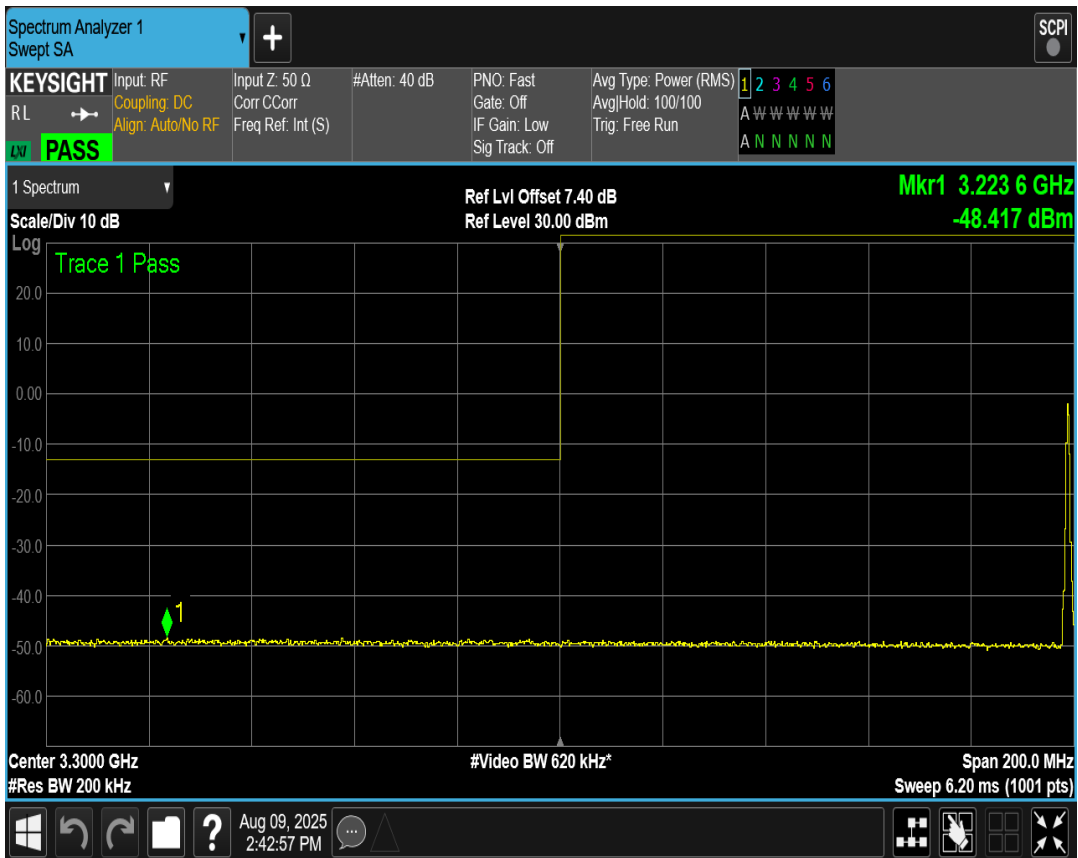 Spectrum Analyzer 1
Swept SA
+
SCPI
KEYSIGHT
RL
LXI
PASS
Input: RF
Coupling: DC
Align: Auto/No RF
Input Z: 50 Ω
Corr CCorr
Freq Ref: Int (S)
#Atten: 40 dB
PNO: Fast
Gate: Off
IF Gain: Low
Sig Track: Off
Avg Type: Power (RMS)
Avg|Hold: 100/100
Trig: Free Run
1 2 3 4 5 6
A W W W W W
A N N N N N
1 Spectrum
Scale/Div 10 dB
Ref Lvl Offset 7.40 dB
Ref Level 30.00 dBm
Mkr1 3.223 6 GHz
-48.417 dBm
Log
Trace 1 Pass
20.0
10.0
0.00
-10.0
-20.0
-30.0
-40.0
1
-50.0
-60.0
Center 3.3000 GHz
#Res BW 200 kHz
#Video BW 620 kHz*
Span 200.0 MHz
Sweep 6.20 ms (1001 pts)
?
Aug 09, 2025
2:42:57 PM